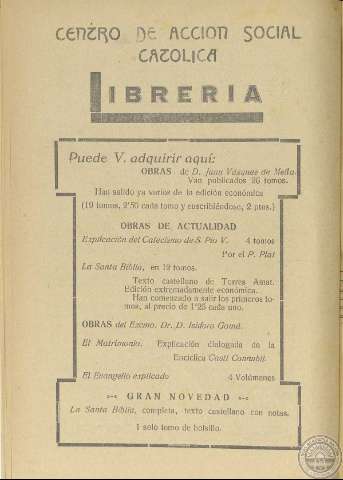 CENTRO DE ACCION SOCIAL
CATOLICA
LIBRERIA
Puede V. adquirir aquí:
OBRAS de D. Juan Vásquez de Mella.
Van publicados 26 tomos.
Han salido ya varios de la edición económica
(19 tomos, 2'50 cada tomo y suscribiéndose, 2 ptas.)
OBRAS DE ACTUALIDAD
Explicación del Catecismo de S. Pío V. 4 tomos
Por el P. Plat
La Santa Biblia, en 12 tomos.
Texto castellano de Torres Amat.
Edición extremadamente económica.
Han comenzado a salir los primeros to-
mos, al precio de 1'25 cada uno.
OBRAS del Excmo. Dr. D. Isidoro Gomá.
El Matrimonio. Explicación dialogada de la
Encíclica Casti Connubii.
El Evangelio explicado 4 Volúmenes
GRAN NOVEDAD
La Santa Biblia, completa, texto castellano con notas.
1 solo tomo de bolsillo.